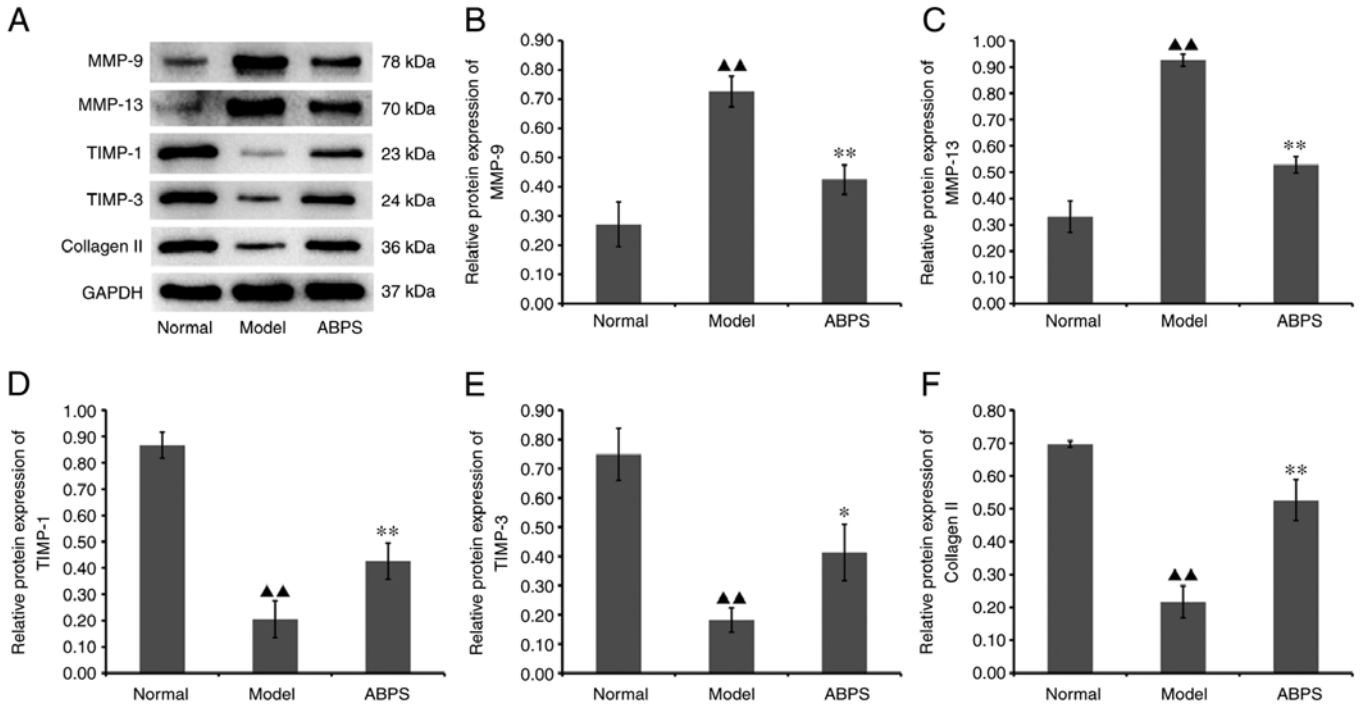 A
MMP-9 78 kDa
MMP-13 70 kDa
TIMP-1 23 kDa
TIMP-3 24 kDa
Collagen II 36 kDa
GAPDH 37 kDa
Normal Model ABPS
B
Relative protein expression of
MMP-9
0.90
0.80
0.70
0.60
0.50
0.40
0.30
0.20
0.10
0.00
▲▲
**
Normal Model ABPS
C
Relative protein expression of
MMP-13
1.00
0.90
0.80
0.70
0.60
0.50
0.40
0.30
0.20
0.10
0.00
▲▲
**
Normal Model ABPS
D
Relative protein expression of
TIMP-1
1.00
0.90
0.80
0.70
0.60
0.50
0.40
0.30
0.20
0.10
0.00
▲▲
**
Normal Model ABPS
E
Relative protein expression of
TIMP-3
0.90
0.80
0.70
0.60
0.50
0.40
0.30
0.20
0.10
0.00
▲▲
*
Normal Model ABPS
F
Relative protein expression of
Collagen II
0.80
0.70
0.60
0.50
0.40
0.30
0.20
0.10
0.00
▲▲
**
Normal Model ABPS